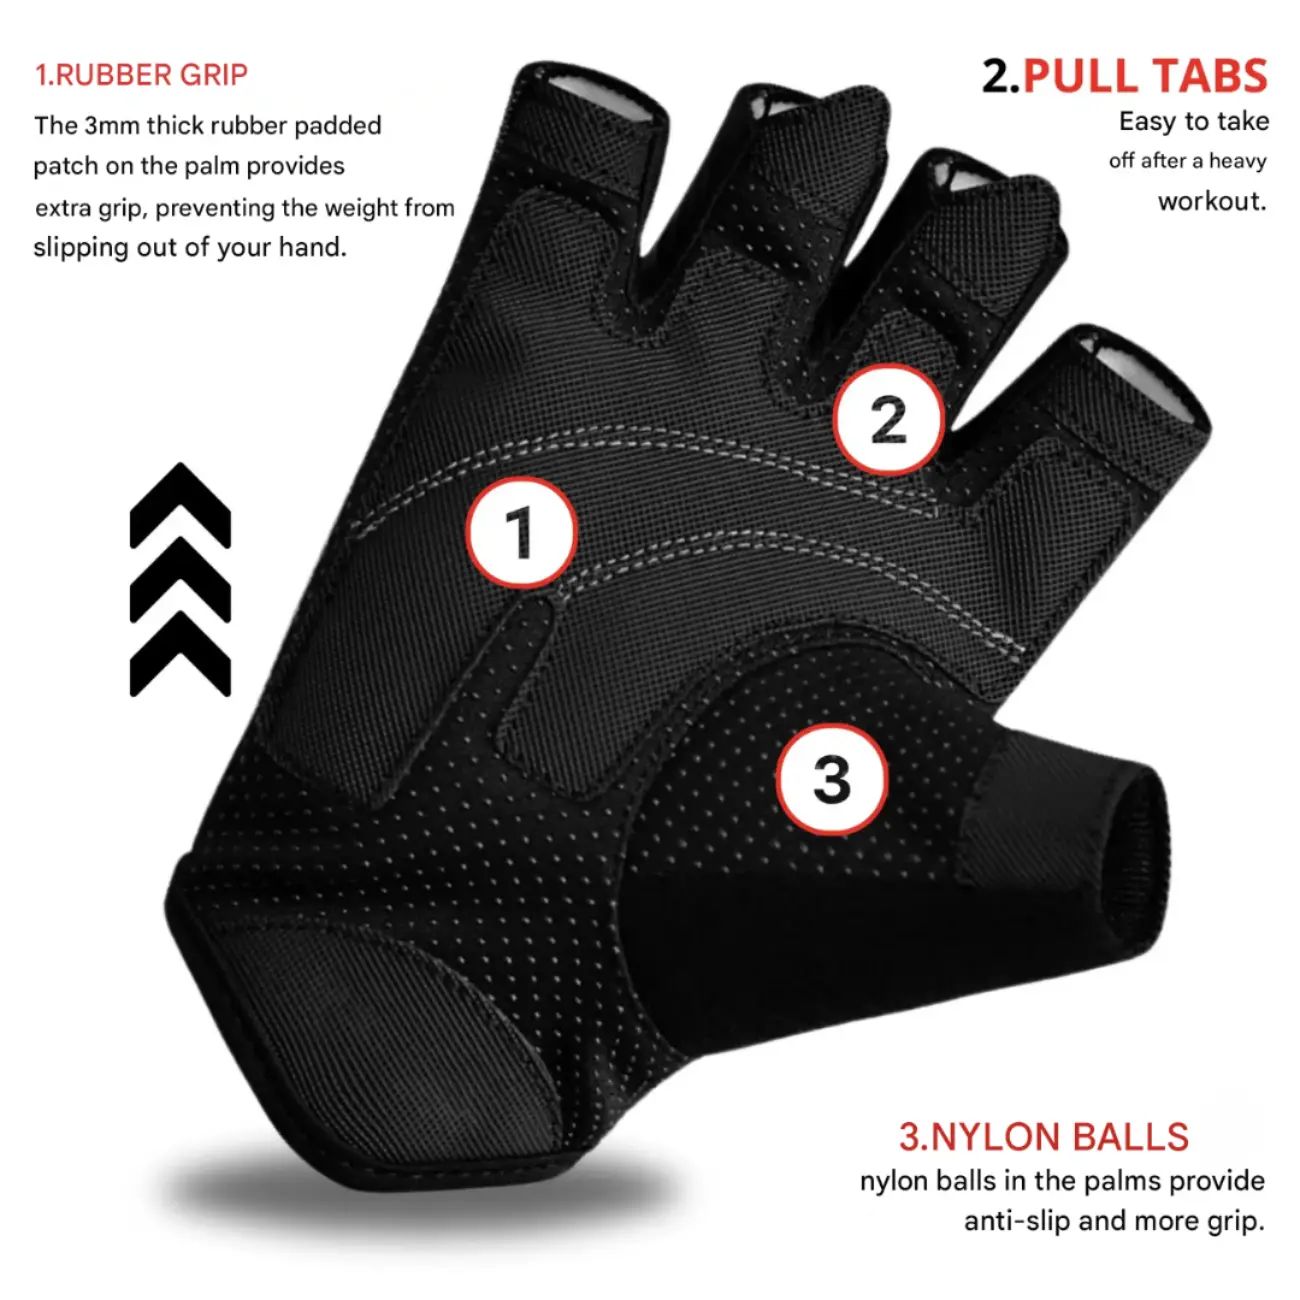 1.RUBBER GRIP
The 3mm thick rubber padded
patch on the palm provides
extra grip, preventing the weight from
slipping out of your hand.
2.PULL TABS
Easy to take
off after a heavy
workout.
2
1
3
3.NYLON BALLS
nylon balls in the palms provide
anti-slip and more grip.